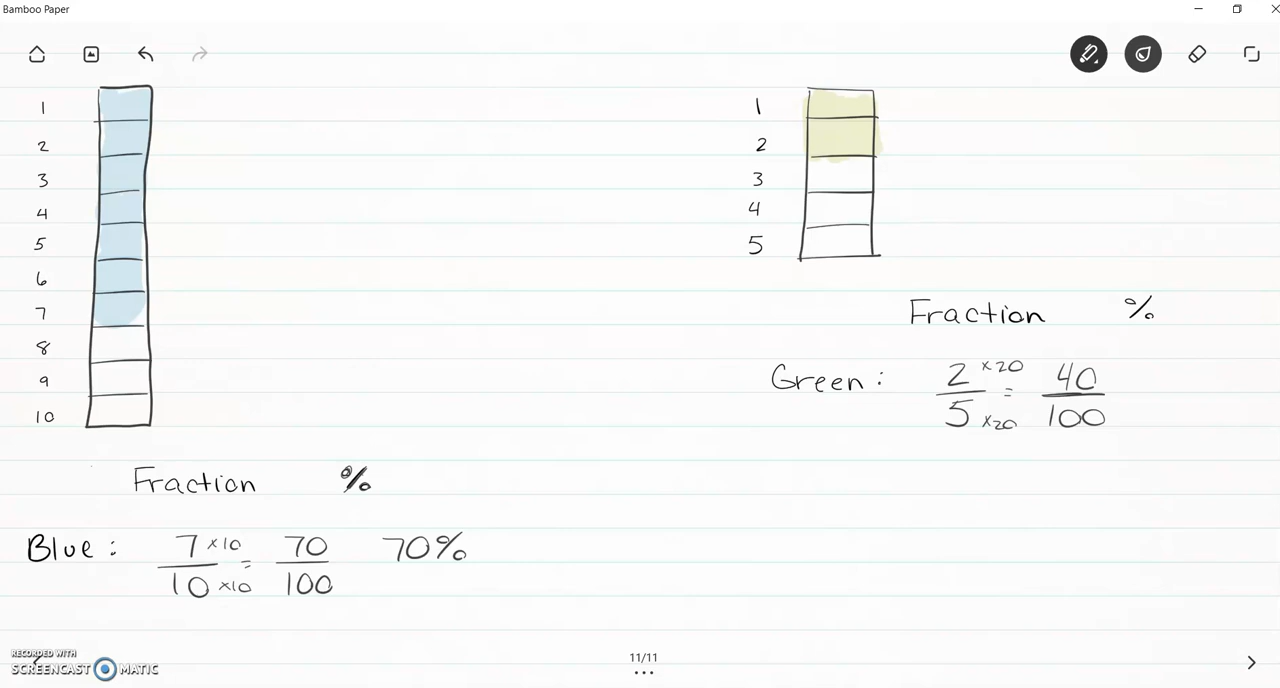 Bamboo Paper
1
2
3
4
5
6
7
8
9
10
Fraction %
Blue: 7 ×10 = 70 70%
10 ×10 100
1
2
3
4
5
Fraction %
Green: 2 ×20 = 40
5 ×20 100
RECORDED WITH
SCREENCAST MATIC
11/11